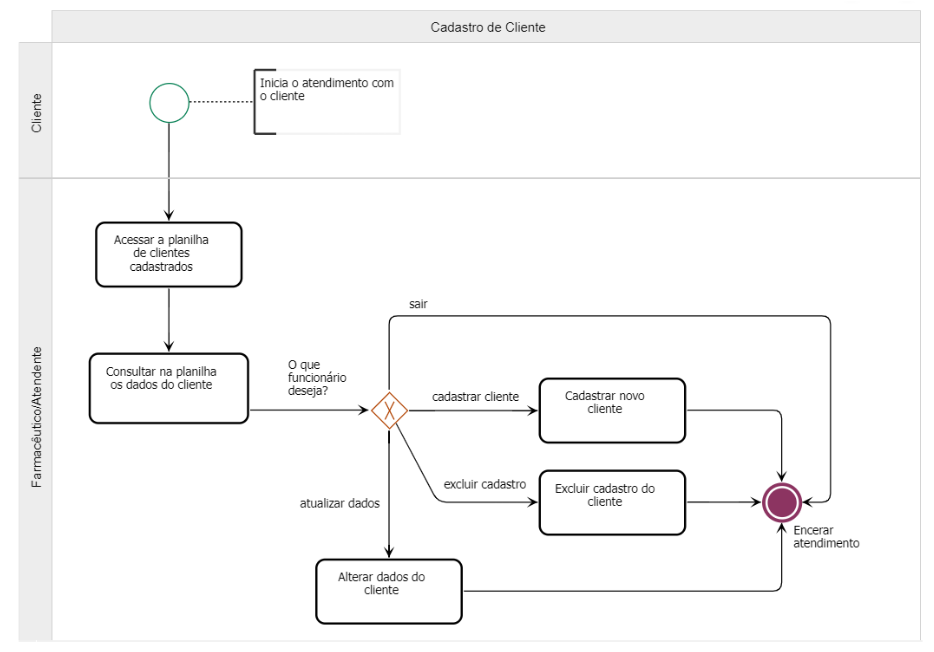 Cadastro de Cliente
Cliente
Inicia o atendimento com
o cliente
Farmacêutico/Atendente
Acessar a planilha
de clientes
cadastrados
Consultar na planilha
os dados do cliente
O que
funcionário
deseja?
X
sair
cadastrar cliente
Cadastrar novo
cliente
excluir cadastro
Excluir cadastro do
cliente
atualizar dados
Alterar dados do
cliente
Encerar
atendimento